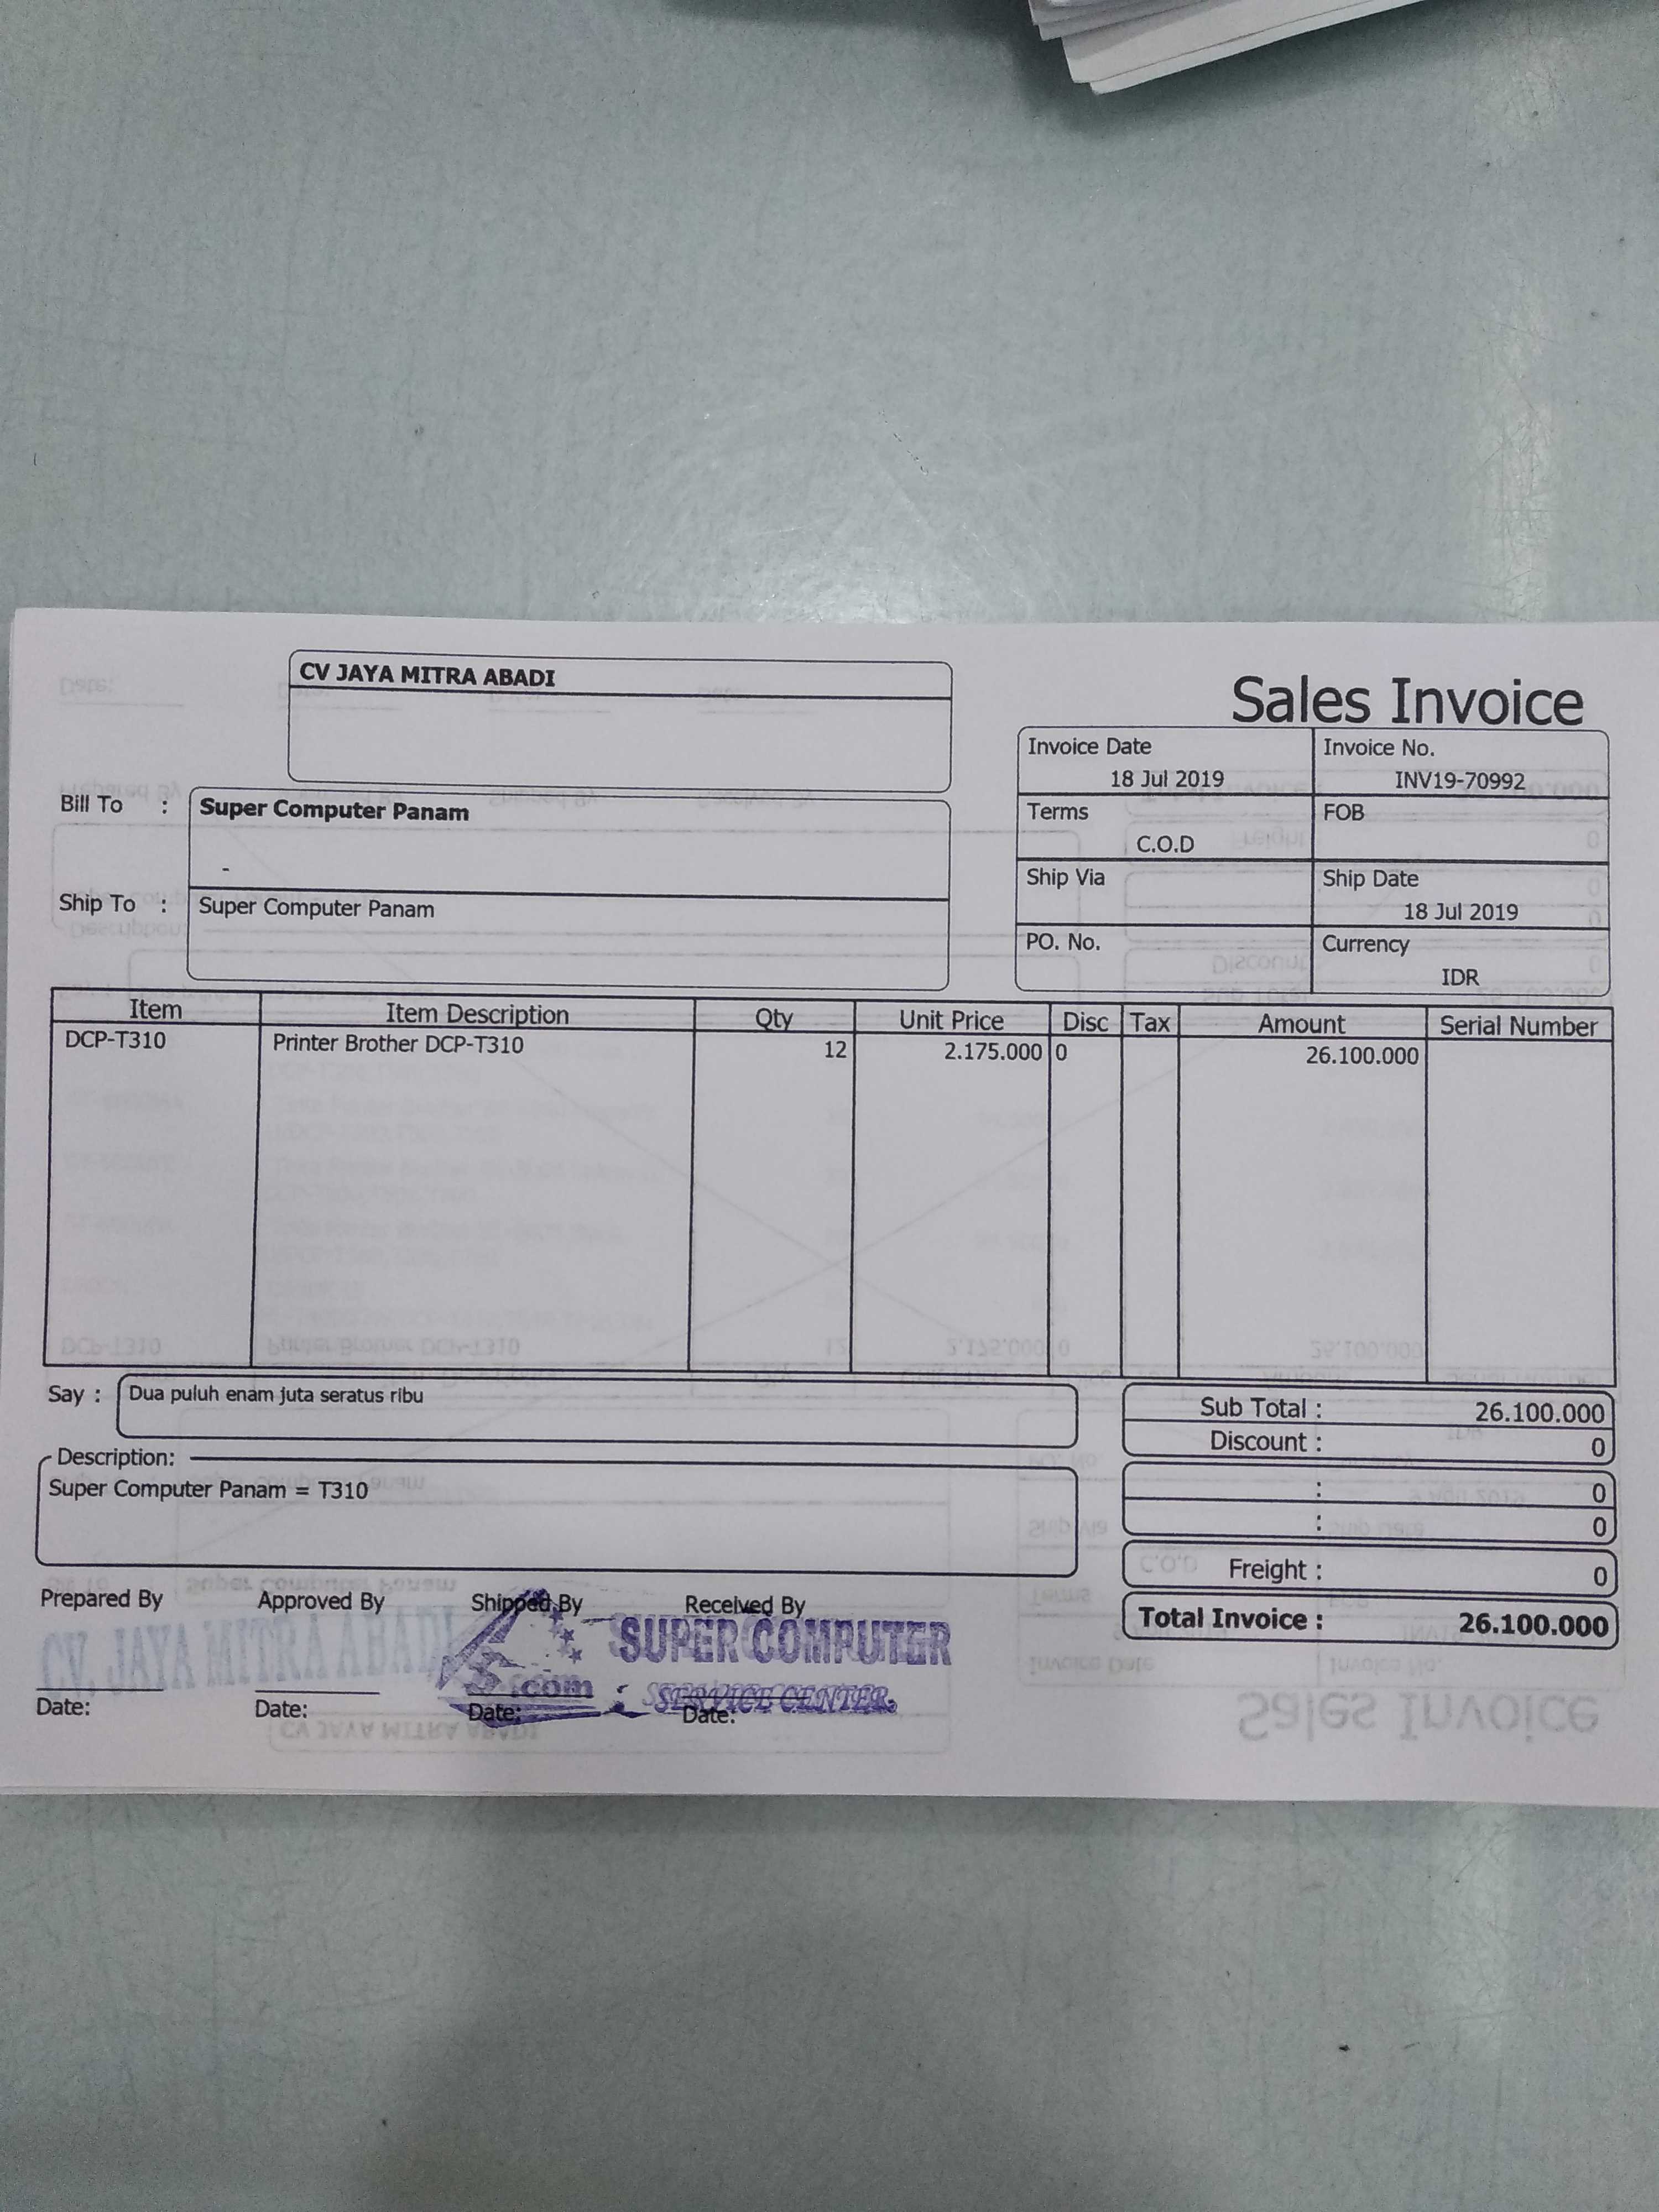 CV JAYA MITRA ABADI
Sales Invoice
Invoice Date Invoice No.
18 Jul 2019 INV19-70992
Bill To : Super Computer Panam
-
Terms FOB
C.O.D
Ship To : Super Computer Panam
Ship Via Ship Date
18 Jul 2019
PO. No. Currency
IDR
Item Item Description Qty Unit Price Disc Tax Amount Serial Number
DCP-T310 Printer Brother DCP-T310 12 2.175.000 0 26.100.000
Say : Dua puluh enam juta seratus ribu
Sub Total : 26.100.000
Discount : 0
Description:
Super Computer Panam = T310
: 0
: 0
Freight : 0
Total Invoice : 26.100.000
Prepared By Approved By Shipped By Received By
CV. JAYA MITRA ABADI
SUPER COMPUTER
.com SERVICE CENTER
Date: Date: Date: Date: